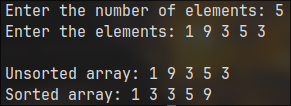 Enter the number of elements: 5
Enter the elements: 1 9 3 5 3
Unsorted array: 1 9 3 5 3
Sorted array: 1 3 3 5 9